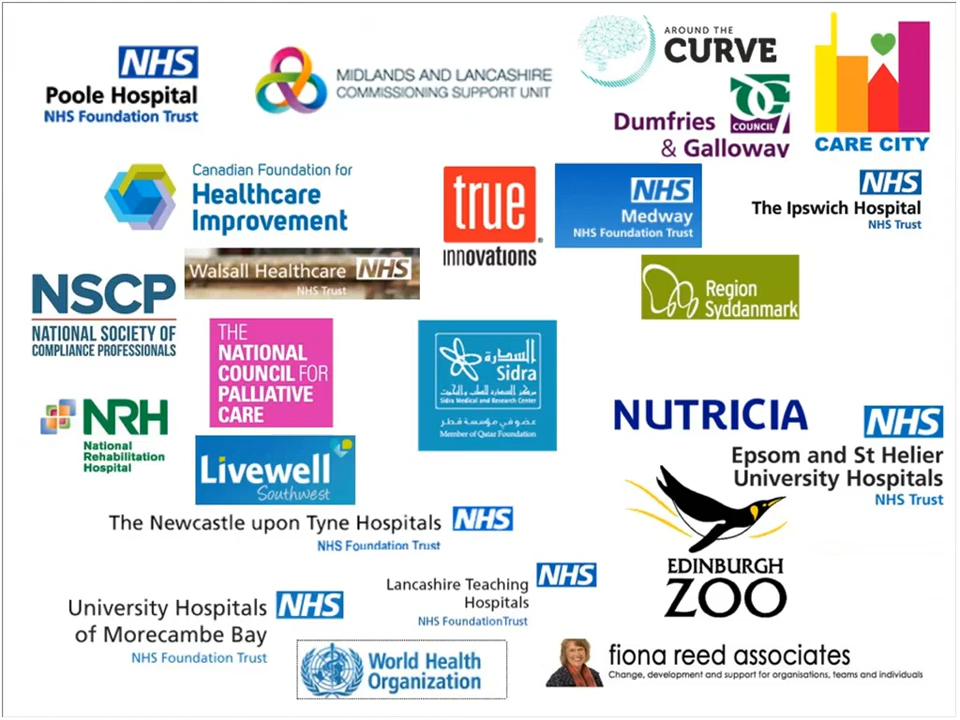 NHS
Poole Hospital
NHS Foundation Trust
MIDLANDS AND LANCASHIRE
COMMISSIONING SUPPORT UNIT
AROUND THE
CURVE
Dumfries
COUNCIL
& Galloway
CARE CITY
Canadian Foundation for
Healthcare
Improvement
true
innovations
NHS
Medway
NHS Foundation Trust
NHS
The Ipswich Hospital
NHS Trust
Walsall Healthcare NHS
NHS Trust
NSCP
NATIONAL SOCIETY OF
COMPLIANCE PROFESSIONALS
Region
Syddanmark
THE
NATIONAL
COUNCIL FOR
PALLIATIVE
CARE
السدرة
Sidra
مركز السدرة للطب والبحوث
Sidra Medical and Research Center
عضو في مؤسسة قطر
Member of Qatar Foundation
NRH
National
Rehabilitation
Hospital
Livewell
Southwest
NUTRICIA
NHS
Epsom and St Helier
University Hospitals
NHS Trust
The Newcastle upon Tyne Hospitals NHS
NHS Foundation Trust
EDINBURGH
ZOO
Lancashire Teaching NHS
Hospitals
NHS FoundationTrust
University Hospitals NHS
of Morecambe Bay
NHS Foundation Trust
World Health
Organization
fiona reed associates
Change, development and support for organisations, teams and individuals